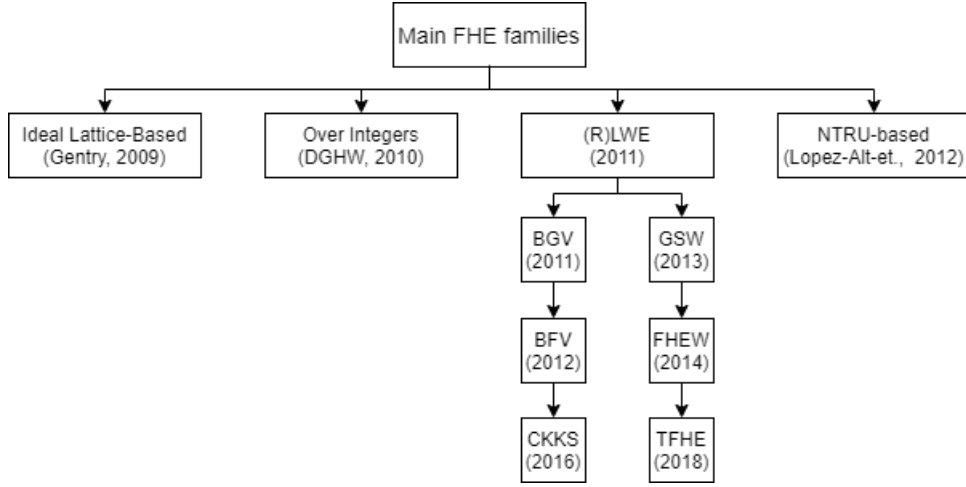 Main FHE families
Ideal Lattice-Based
(Gentry, 2009)
Over Integers
(DGHW, 2010)
(R)LWE
(2011)
NTRU-based
(Lopez-Alt-et., 2012)
BGV
(2011)
GSW
(2013)
BFV
(2012)
FHEW
(2014)
CKKS
(2016)
TFHE
(2018)